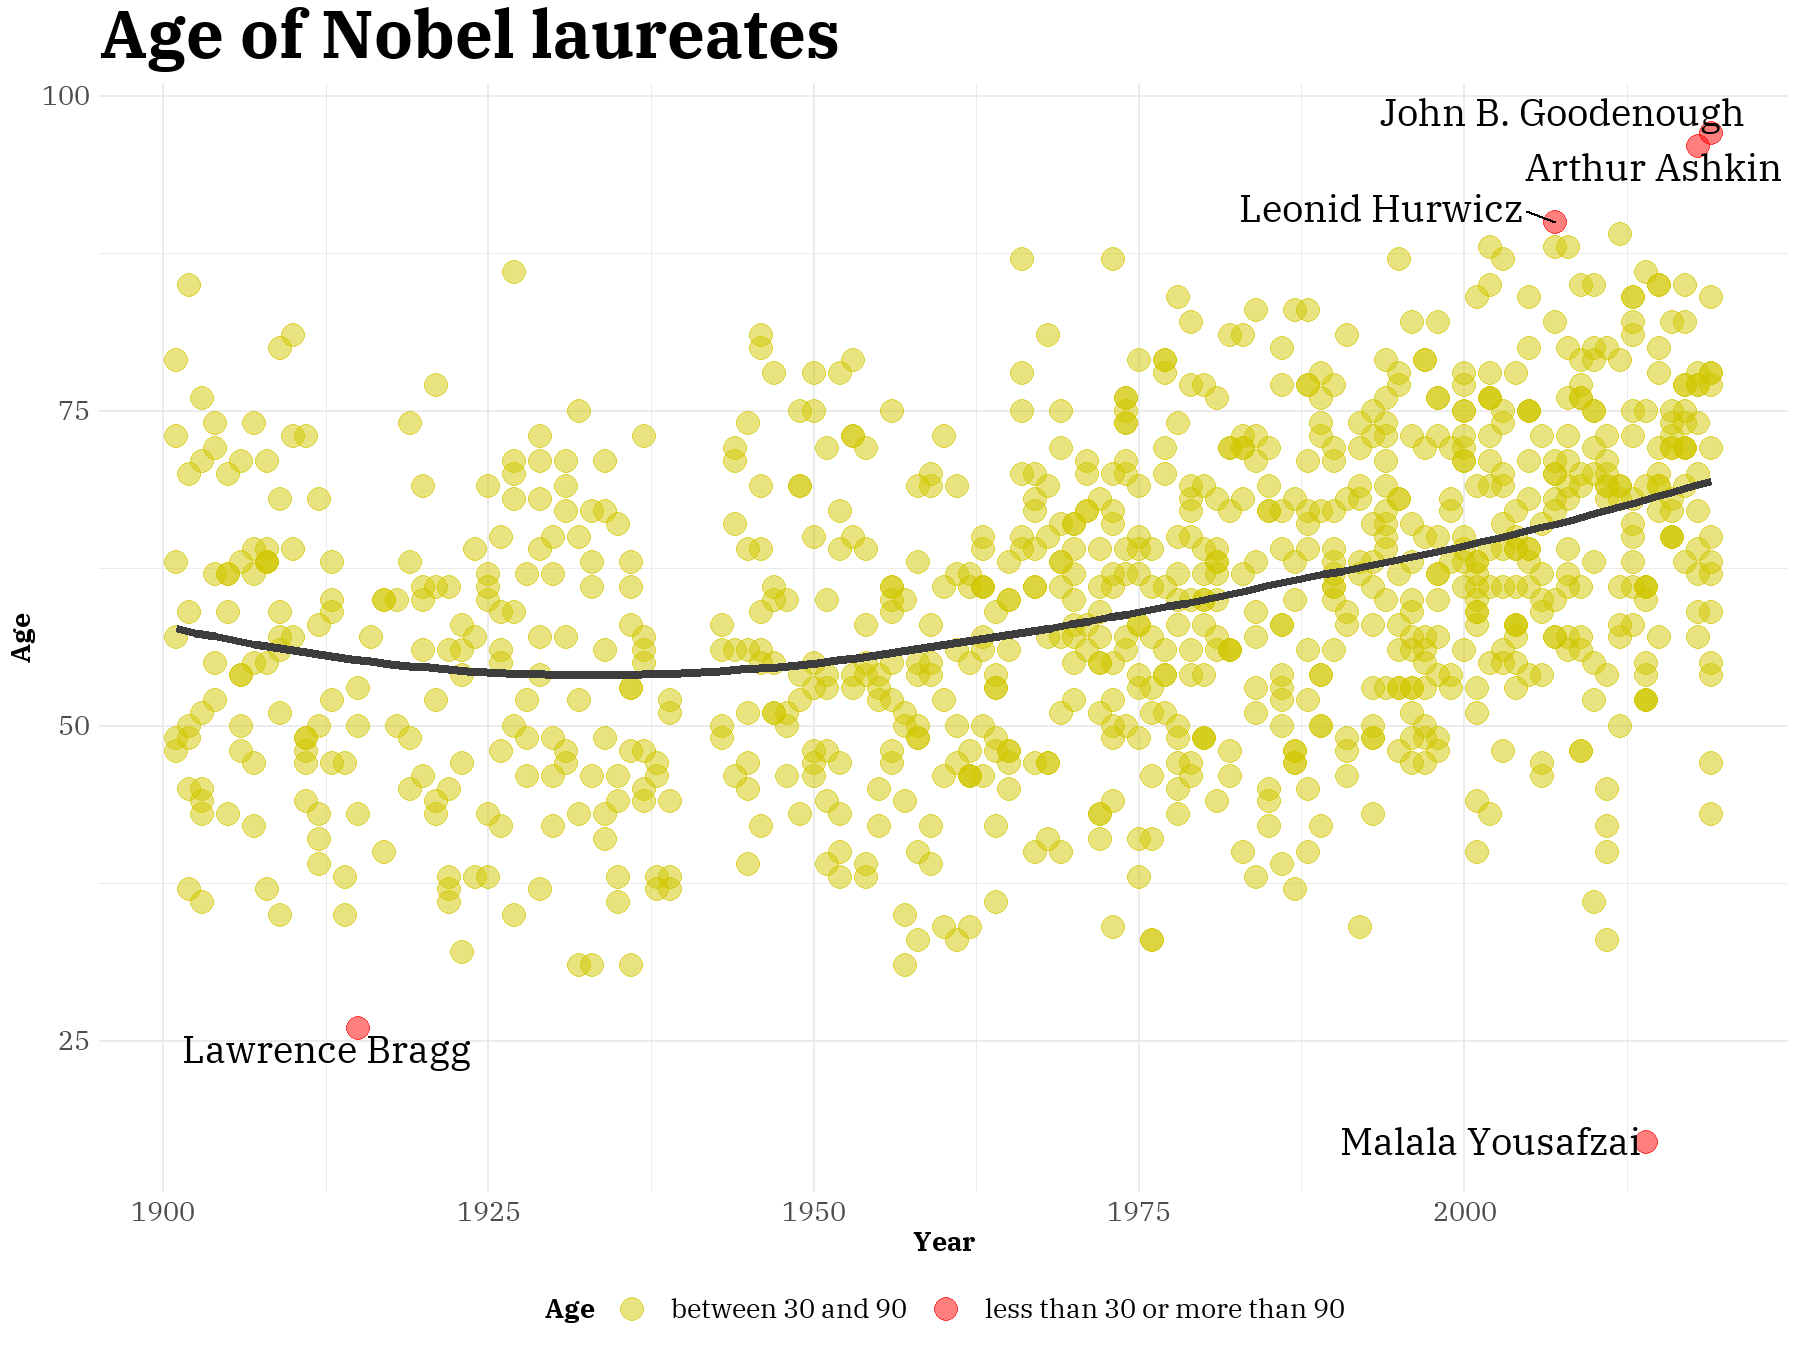 Age of Nobel laureates
100
75
50
25
Age
John B. Goodenough
Arthur Ashkin
Leonid Hurwicz
Lawrence Bragg
Malala Yousafzai
1900 1925 1950 1975 2000
Year
Age between 30 and 90 less than 30 or more than 90